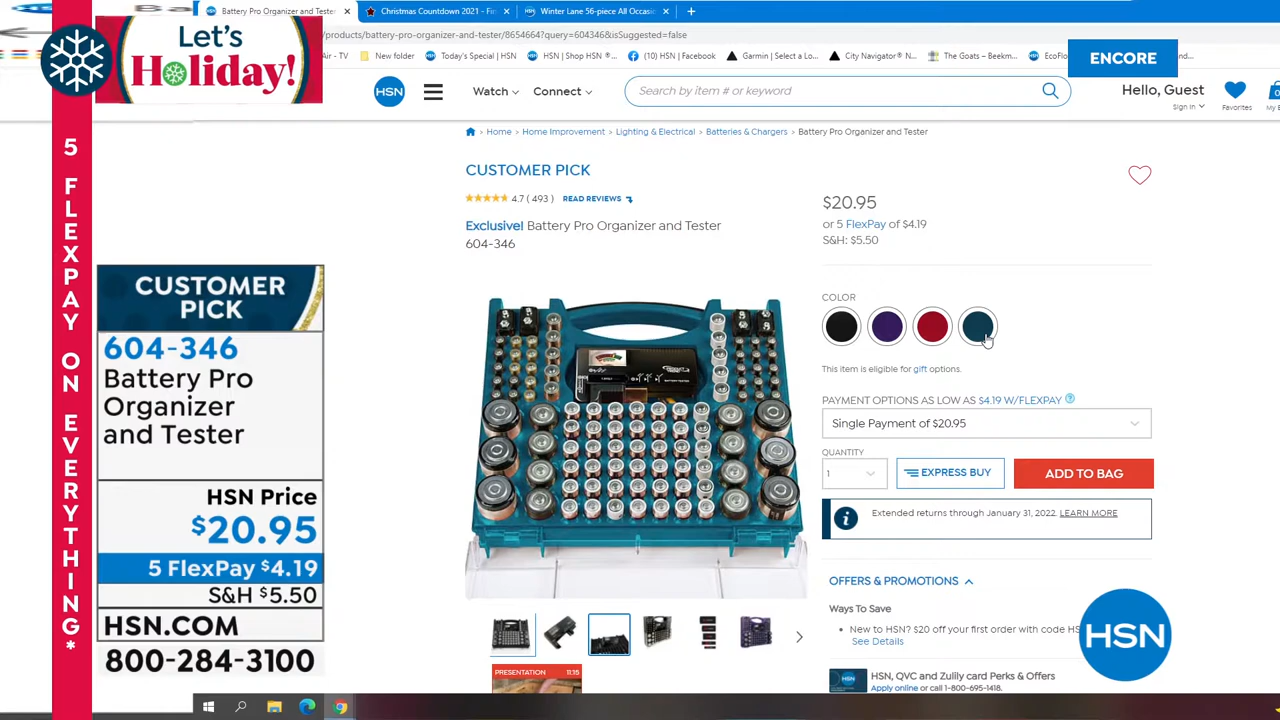 Battery Pro Organizer and Tester
Christmas Countdown 2021 - Fin
Winter Lane 56-piece All Occasi
/products/battery-pro-organizer-and-tester/8654664?query=604346&isSuggested=false
Air - TV
New folder
Today's Special | HSN
HSN | Shop HSN ®...
(10) HSN | Facebook
Garmin | Select a Lo...
City Navigator® N...
The Goats – Beekm...
EcoFlo
Let's
Holiday!
ENCORE
HSN
Watch
Connect
Search by item # or keyword
Hello, Guest
Sign In
Favorites
My B
Home > Home Improvement > Lighting & Electrical > Batteries & Chargers > Battery Pro Organizer and Tester
5 FLEXPAY ON EVERYTHING*
CUSTOMER PICK
4.7 ( 493 ) READ REVIEWS
Exclusive! Battery Pro Organizer and Tester
604-346
$20.95
or 5 FlexPay of $4.19
S&H: $5.50
COLOR
This item is eligible for gift options.
PAYMENT OPTIONS AS LOW AS $4.19 W/FLEXPAY
Single Payment of $20.95
QUANTITY
1
EXPRESS BUY
ADD TO BAG
Extended returns through January 31, 2022. LEARN MORE
OFFERS & PROMOTIONS
Ways To Save
• New to HSN? $20 off your first order with code HS
See Details
HSN, QVC and Zulily card Perks & Offers
Apply online or call 1-800-695-1418.
PRESENTATION 11:15
CUSTOMER
PICK
604-346
Battery Pro
Organizer
and Tester
HSN Price
$20.95
5 FlexPay $4.19
S&H $5.50
HSN.COM
800-284-3100
HSN